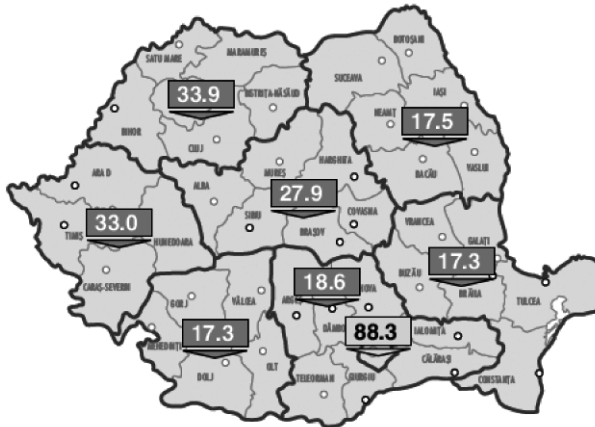 BOTOȘANI
SATU MARE
MARAMUREȘ
SUCEAVA
IAȘI
33.9
BISTRIȚA-NĂSĂUD
NEAMȚ
17.5
BIHOR
CLUJ
MUREȘ
HARGHITA
BACĂU
VASLUI
ARAD
ALBA
27.9
SIBIU
COVASNA
VRANCEA
TIMIȘ
33.0
HUNEDOARA
BRAȘOV
GALAȚI
17.3
CARAȘ-SEVERIN
BUZĂU
18.6
BRĂILA
GORJ
VÂLCEA
TULCEA
17.3
88.3
IALOMIȚA
OLT
CĂLĂRAȘI
DOLJ
TELEORMAN
GIURGIU
CONSTANȚA